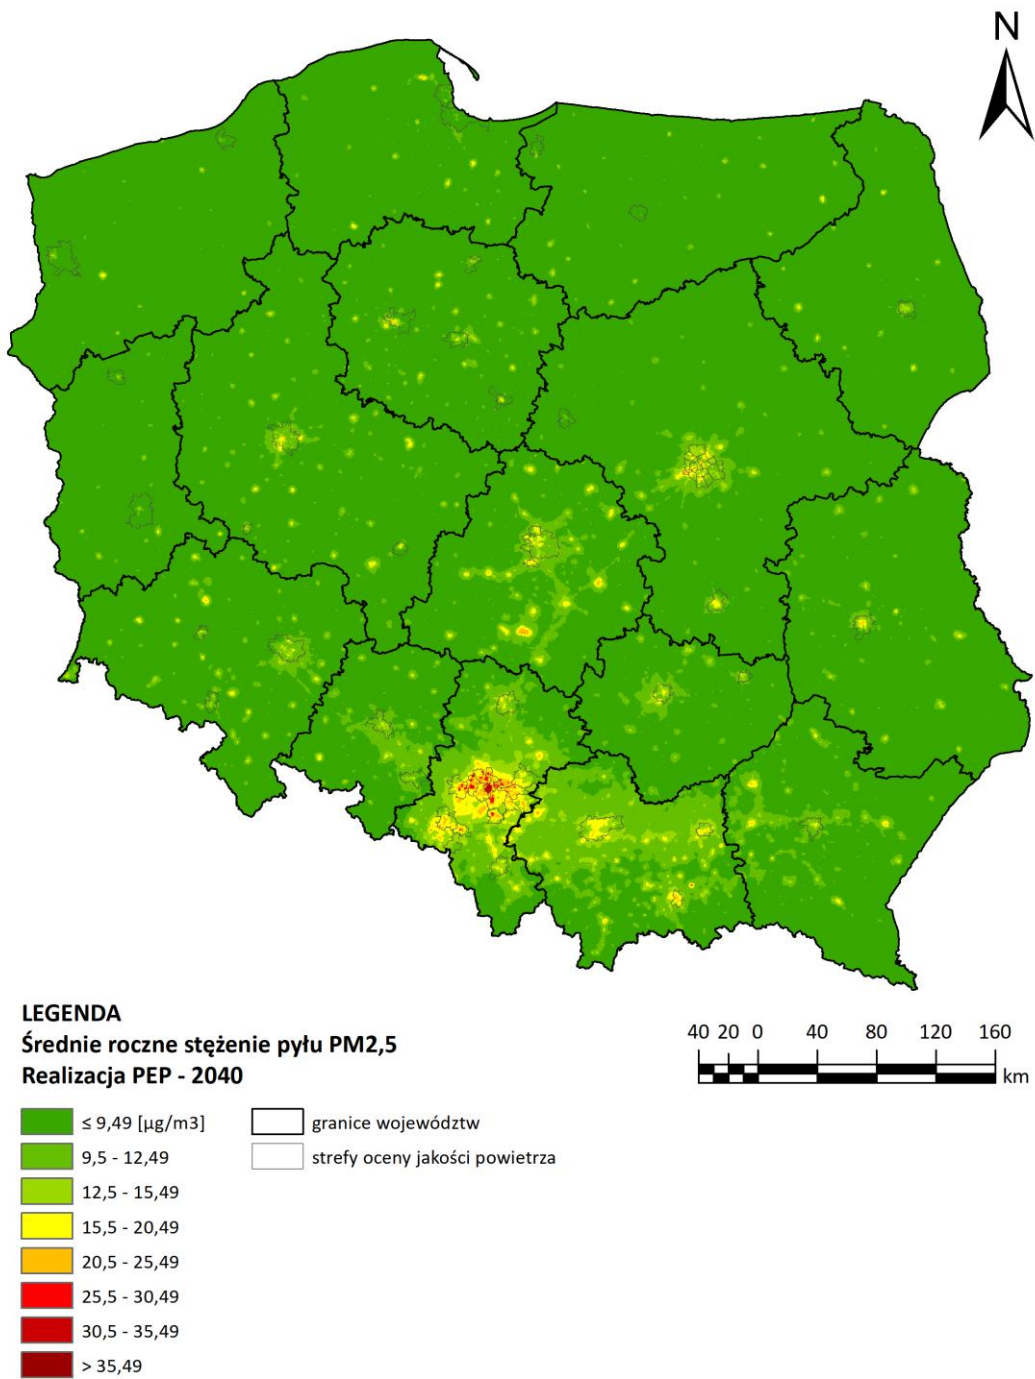 N
LEGENDA
Średnie roczne stężenie pyłu PM2,5
Realizacja PEP - 2040
40 20 0 40 80 120 160
km
≤ 9,49 [µg/m3]
granice województw
9,5 - 12,49
strefy oceny jakości powietrza
12,5 - 15,49
15,5 - 20,49
20,5 - 25,49
25,5 - 30,49
30,5 - 35,49
> 35,49